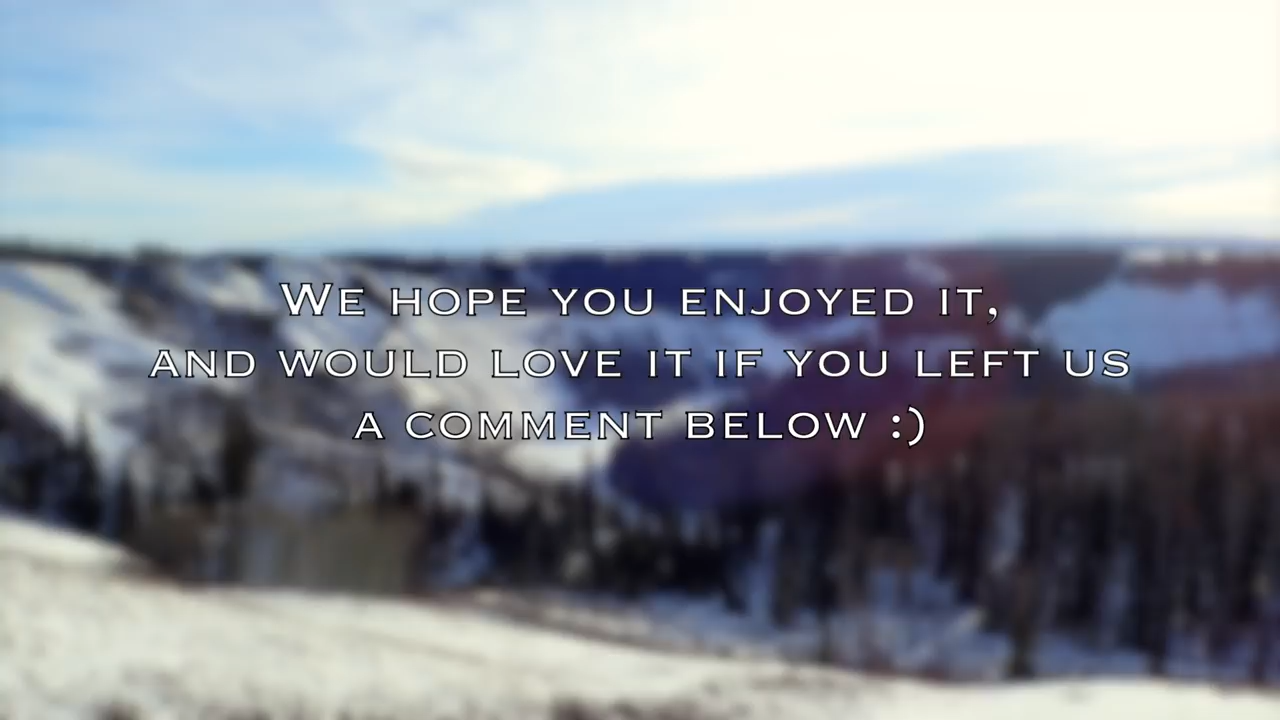 We hope you enjoyed it,
and would love it if you left us
a comment below :)